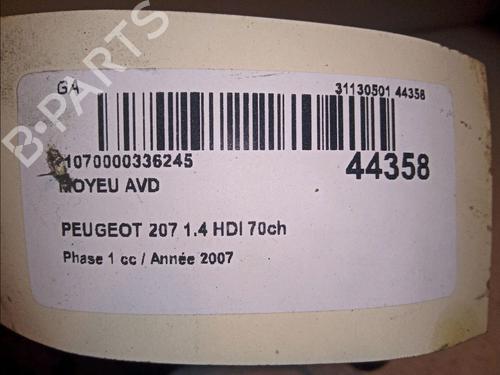 B-PARTS
GA
31130501 44358
1070000336245
44358
MOYEU AVD
PEUGEOT 207 1.4 HDI 70ch
Phase 1 cc / Année 2007